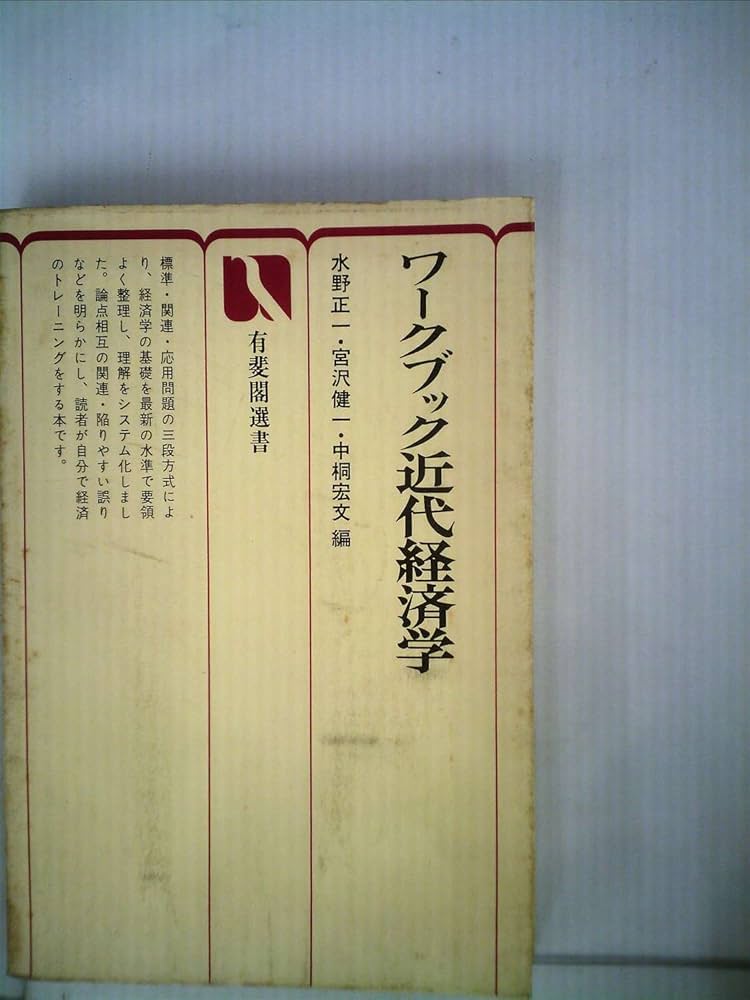 ワークブック近代経済学
水野正一・宮沢健一・中桐宏文 編
有斐閣選書
標準・関連・応用問題の三段方式によ
り、経済学の基礎を最新の水準で要領
よく整理し、理解をシステム化しまし
た。論点相互の関連・陥りやすい誤り
などを明らかにし、読者が自分で経済
のトレーニングをする本です。